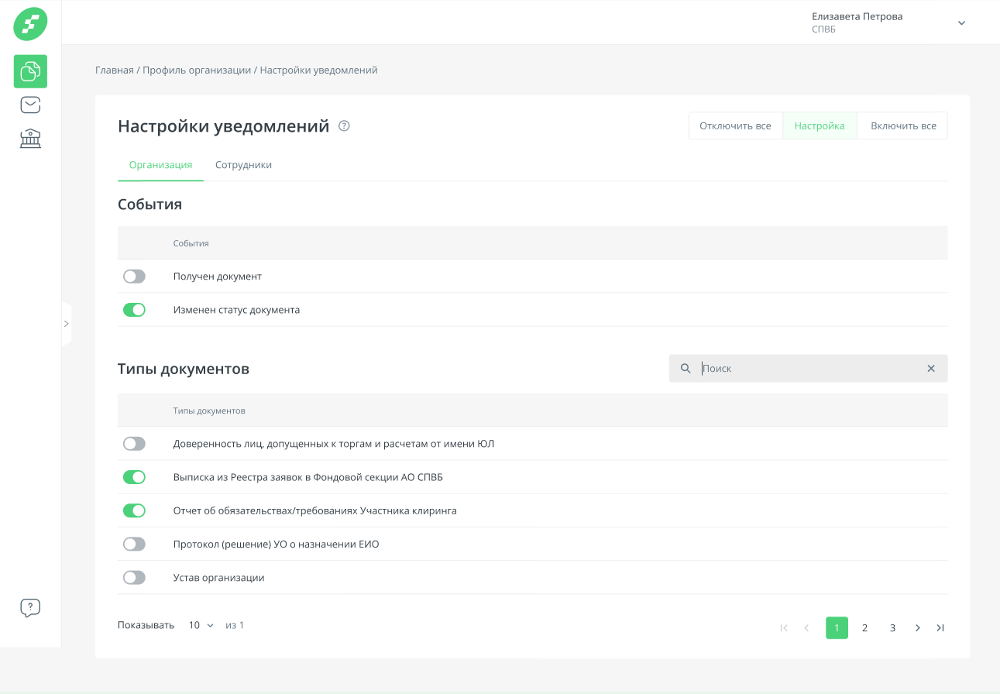 Елизавета Петрова
СПВБ
Главная / Профиль организации / Настройки уведомлений
Настройки уведомлений ?
Отключить все Настройка Включить все
Организация Сотрудники
События
События
Получен документ
Изменен статус документа
Типы документов
Поиск
Типы документов
Доверенность лиц, допущенных к торгам и расчетам от имени ЮЛ
Выписка из Реестра заявок в Фондовой секции АО СПВБ
Отчет об обязательствах/требованиях Участника клиринга
Протокол (решение) УО о назначении ЕИО
Устав организации
?
Показывать 10 из 1
1 2 3